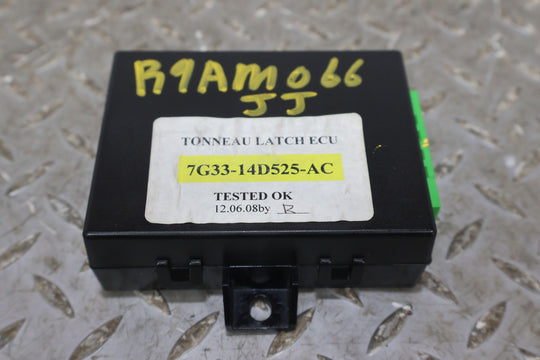 R9AM066
JJ
TONNEAU LATCH ECU
7G33-14D525-AC
TESTED OK
12.06.08by R